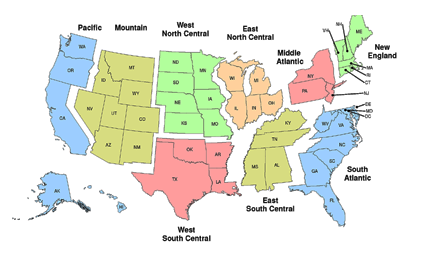 Pacific
Mountain
West
North Central
East
North Central
Middle
Atlantic
New
England
WA
OR
CA
AK
HI
MT
ID
WY
NV
UT
CO
AZ
NM
ND
MN
SD
NE
IA
KS
MO
WI
MI
IL
IN
OH
NY
PA
NJ
ME
VT
NH
MA
RI
CT
DE
MD
DC
WV
VA
NC
SC
GA
FL
KY
TN
MS
AL
OK
AR
TX
LA
South
Atlantic
East
South Central
West
South Central